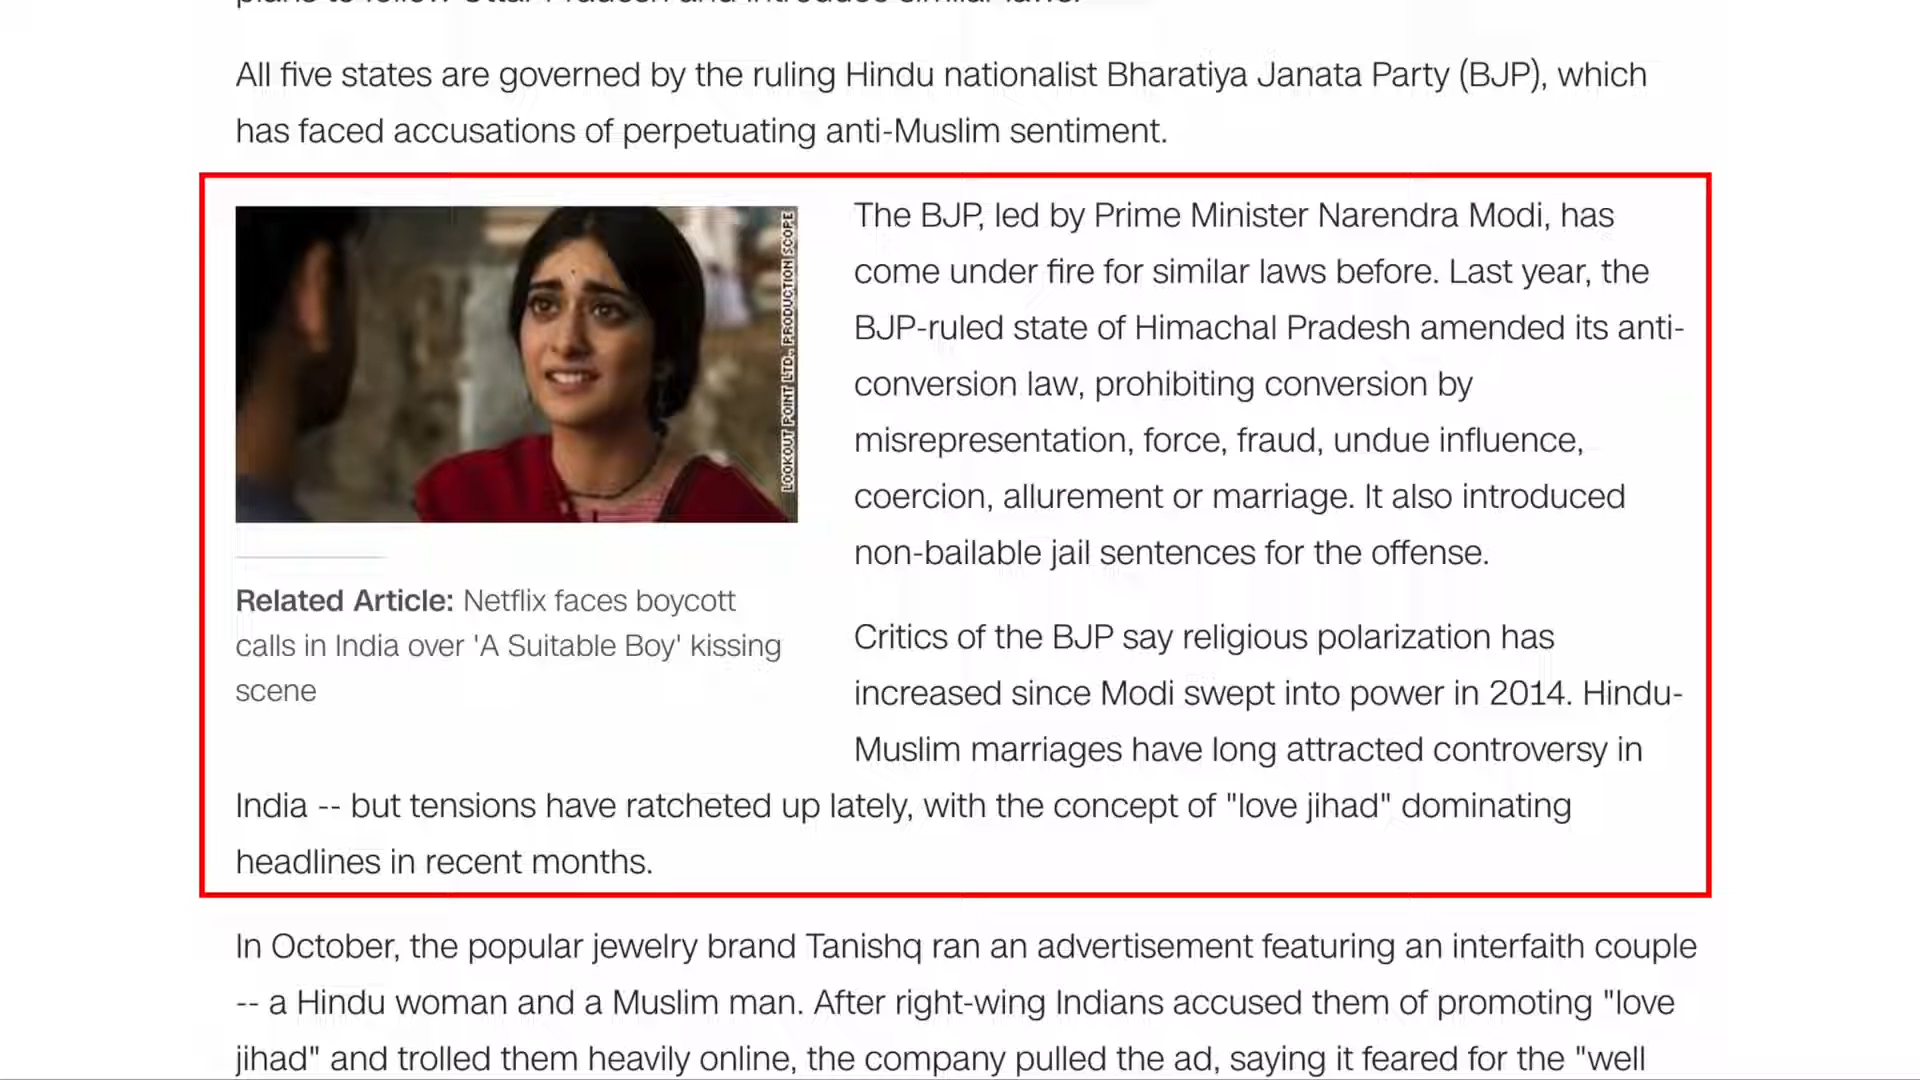 All five states are governed by the ruling Hindu nationalist Bharatiya Janata Party (BJP), which
has faced accusations of perpetuating anti-Muslim sentiment.
LOOKOUT POINT LTD. PRODUCTION SCOPE
Related Article: Netflix faces boycott
calls in India over 'A Suitable Boy' kissing
scene
The BJP, led by Prime Minister Narendra Modi, has
come under fire for similar laws before. Last year, the
BJP-ruled state of Himachal Pradesh amended its anti-
conversion law, prohibiting conversion by
misrepresentation, force, fraud, undue influence,
coercion, allurement or marriage. It also introduced
non-bailable jail sentences for the offense.
Critics of the BJP say religious polarization has
increased since Modi swept into power in 2014. Hindu-
Muslim marriages have long attracted controversy in
India -- but tensions have ratcheted up lately, with the concept of "love jihad" dominating
headlines in recent months.
In October, the popular jewelry brand Tanishq ran an advertisement featuring an interfaith couple
-- a Hindu woman and a Muslim man. After right-wing Indians accused them of promoting "love
jihad" and trolled them heavily online, the company pulled the ad, saying it feared for the "well